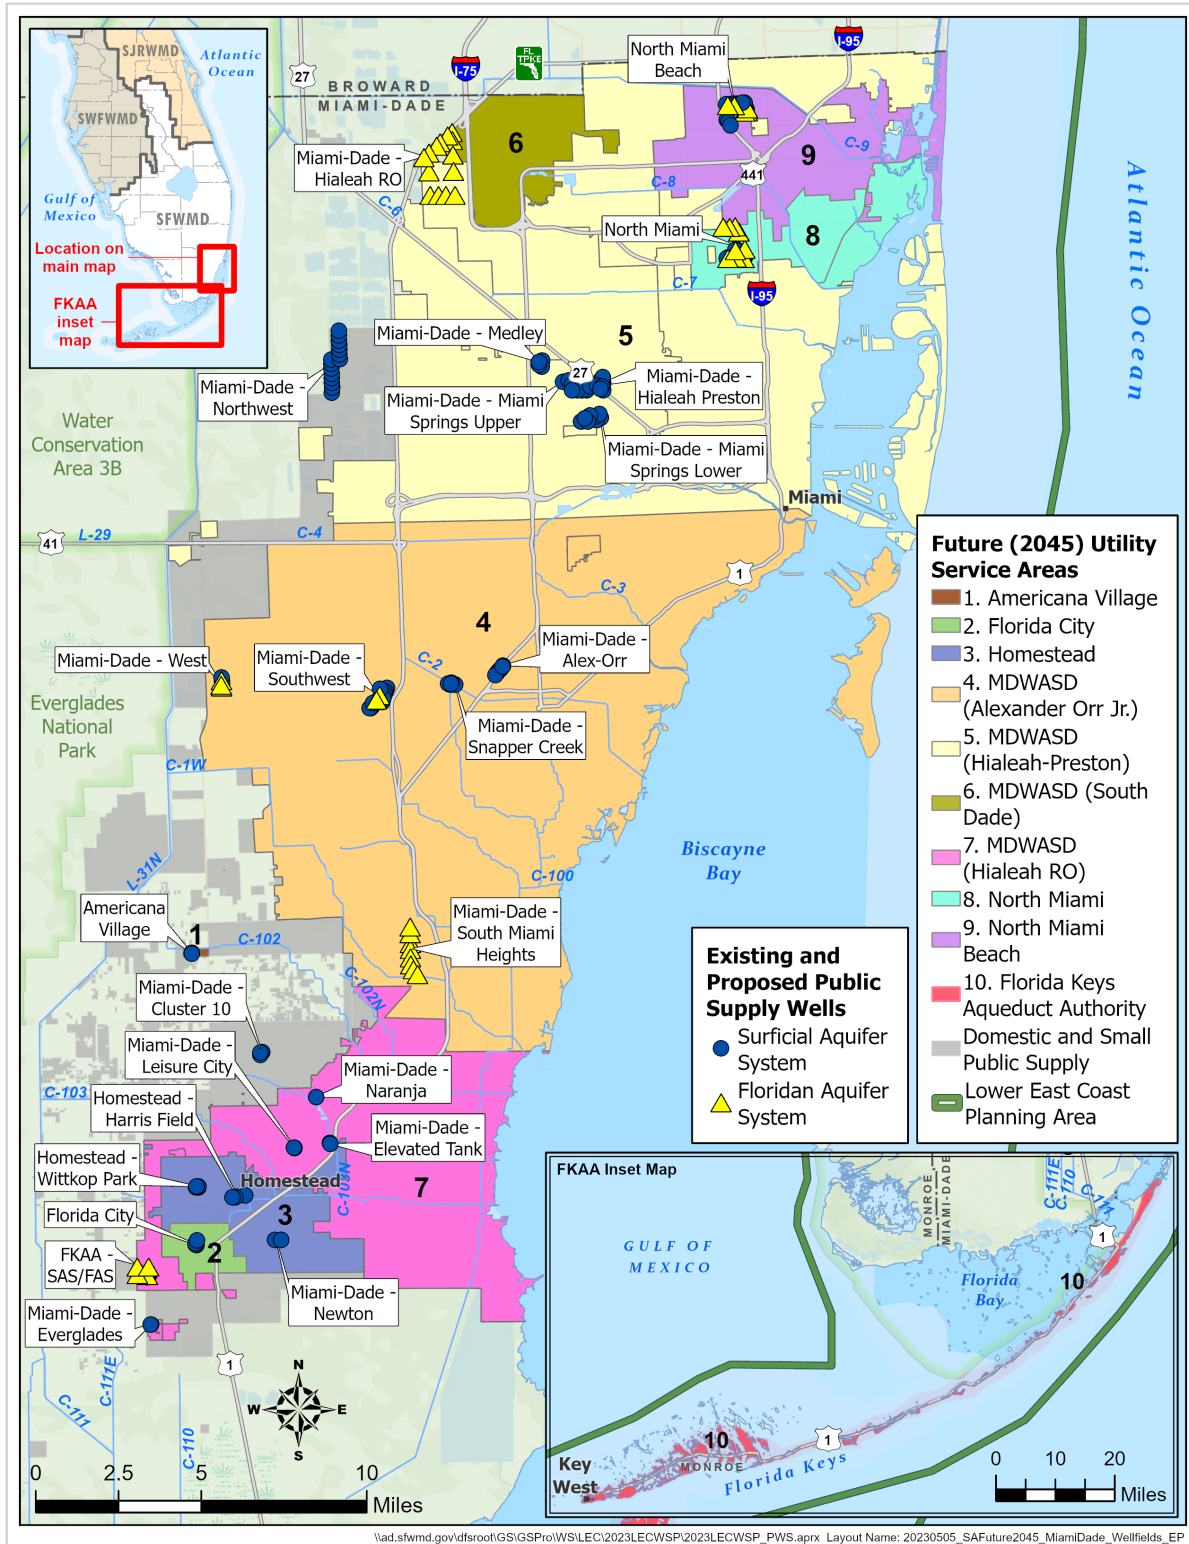 SJRWMD
Atlantic
Ocean
SWFWMD
Gulf of
Mexico
SFWMD
Location on
main map
FKAA
inset
map
27
I-75
FL
TPKE
BROWARD
MIAMI-DADE
North Miami
Beach
I-95
6
9
C-9
441
C-8
Miami-Dade -
Hialeah RO
C-6
North Miami
8
C-7
I-95
Atlantic Ocean
5
Miami-Dade - Medley
27
Miami-Dade -
Northwest
Miami-Dade - Miami
Springs Upper
Miami-Dade -
Hialeah Preston
Miami-Dade - Miami
Springs Lower
Water
Conservation
Area 3B
Miami
41
L-29
C-4
1
C-3
4
Miami-Dade - West
Miami-Dade -
Southwest
C-2
Miami-Dade -
Alex-Orr
Miami-Dade -
Snapper Creek
Everglades
National
Park
C-1W
L-31N
C-100
Biscayne
Bay
Americana
Village
1
C-102
Miami-Dade -
South Miami
Heights
C-102N
Miami-Dade -
Cluster 10
Miami-Dade -
Leisure City
C-103
Miami-Dade -
Naranja
Homestead -
Harris Field
Miami-Dade -
Elevated Tank
Homestead -
Wittkop Park
Homestead
C-103N
7
Florida City
3
2
FKAA -
SAS/FAS
Miami-Dade -
Newton
Miami-Dade -
Everglades
1
C-111E
C-111
C-110
N
W
E
S
0
2.5
5
10
Miles
Future (2045) Utility
Service Areas
1. Americana Village
2. Florida City
3. Homestead
4. MDWASD
(Alexander Orr Jr.)
5. MDWASD
(Hialeah-Preston)
6. MDWASD (South
Dade)
7. MDWASD
(Hialeah RO)
8. North Miami
9. North Miami
Beach
10. Florida Keys
Aqueduct Authority
Domestic and Small
Public Supply
Lower East Coast
Planning Area
Existing and
Proposed Public
Supply Wells
Surficial Aquifer
System
Floridan Aquifer
System
FKAA Inset Map
MONROE
MIAMI-DADE
C-111E
C-110
C-111
1
GULF OF
MEXICO
Florida
Bay
10
10
MONROE
1
Key
West
Florida Keys
0
10
20
Miles
\\ad.sfwmd.gov\dfsroot\GS\GSPro\WS\LEC\2023LECWSP\2023LECWSP_PWS.aprx Layout Name: 20230505_SAFuture2045_MiamiDade_Wellfields_EP